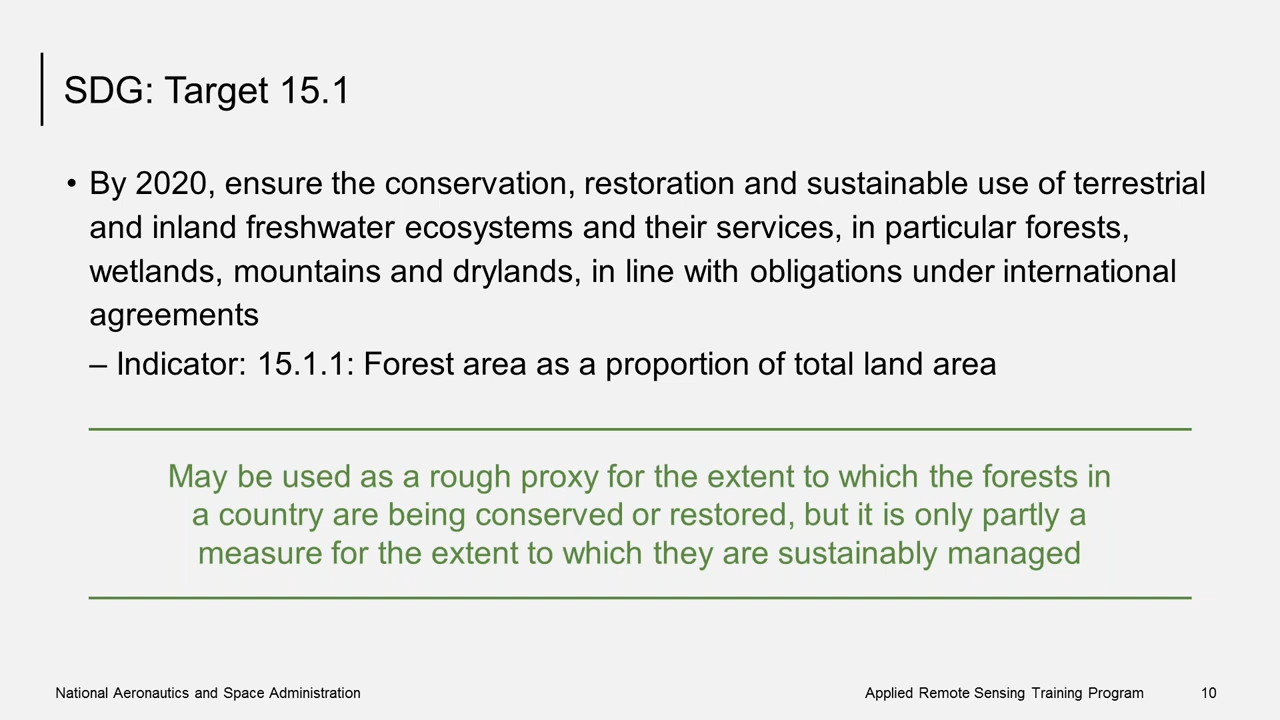 SDG: Target 15.1
• By 2020, ensure the conservation, restoration and sustainable use of terrestrial
and inland freshwater ecosystems and their services, in particular forests,
wetlands, mountains and drylands, in line with obligations under international
agreements
– Indicator: 15.1.1: Forest area as a proportion of total land area
May be used as a rough proxy for the extent to which the forests in
a country are being conserved or restored, but it is only partly a
measure for the extent to which they are sustainably managed
National Aeronautics and Space Administration
Applied Remote Sensing Training Program
10